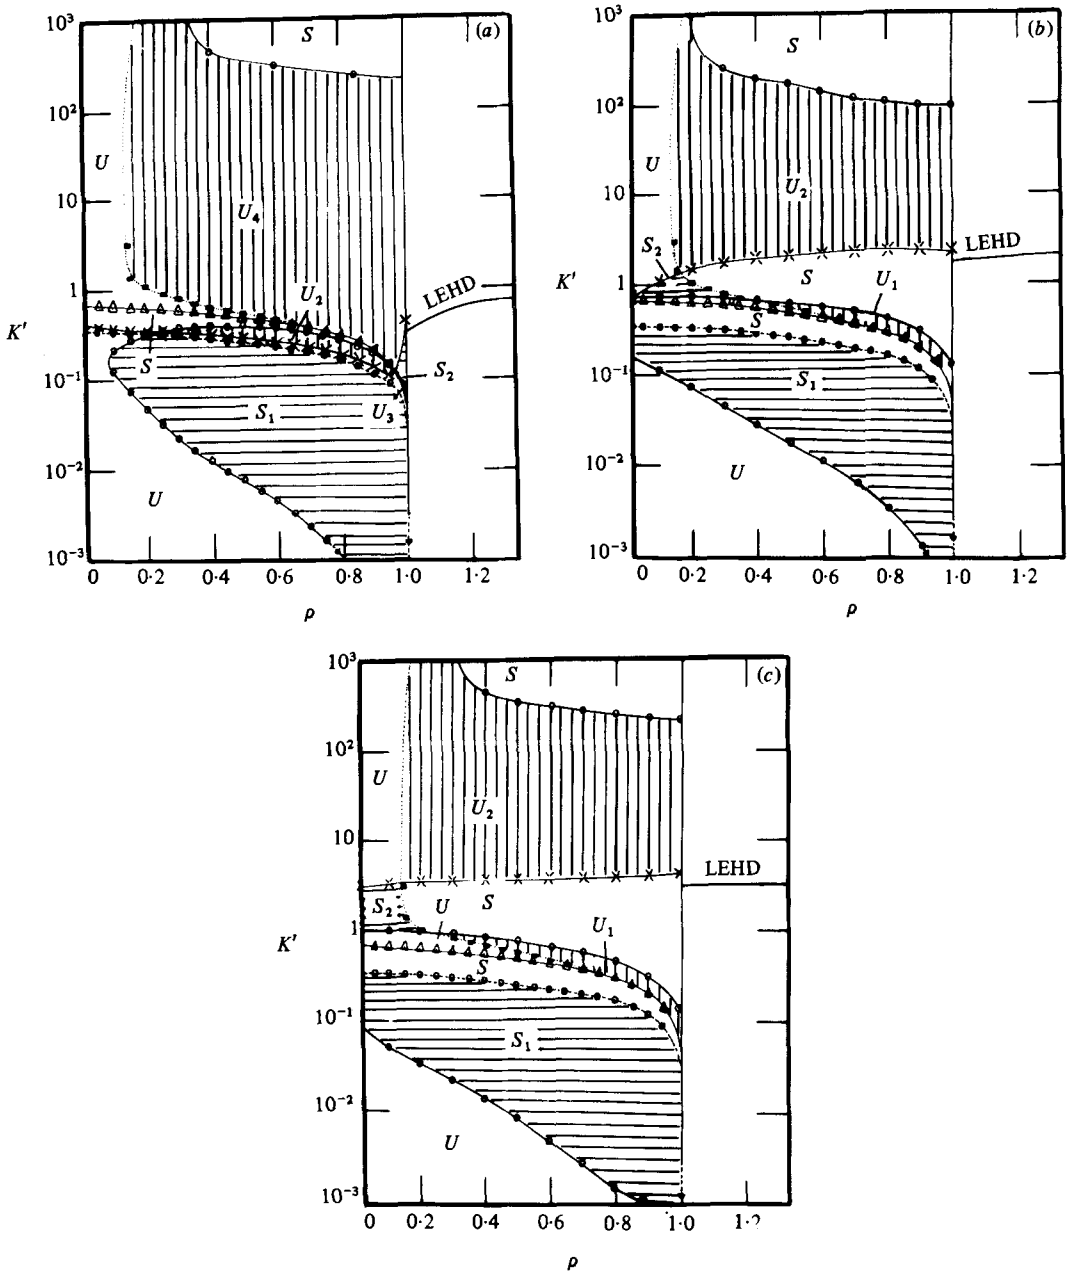 (a)
10³
10²
10
1
10⁻¹
10⁻²
10⁻³
K′
S
U
U₄
U₂
LEHD
S
S₂
S₁
U₃
U
0 0·2 0·4 0·6 0·8 1·0 1·2
ρ
(b)
10³
10²
10
1
10⁻¹
10⁻²
10⁻³
K′
S
U
U₂
S₂
LEHD
S
U₁
S
S₁
U
0 0·2 0·4 0·6 0·8 1·0 1·2
ρ
(c)
10³
10²
10
1
10⁻¹
10⁻²
10⁻³
K′
S
U
U₂
LEHD
S₂
U
S
U₁
S
S₁
U
0 0·2 0·4 0·6 0·8 1·0 1·2
ρ